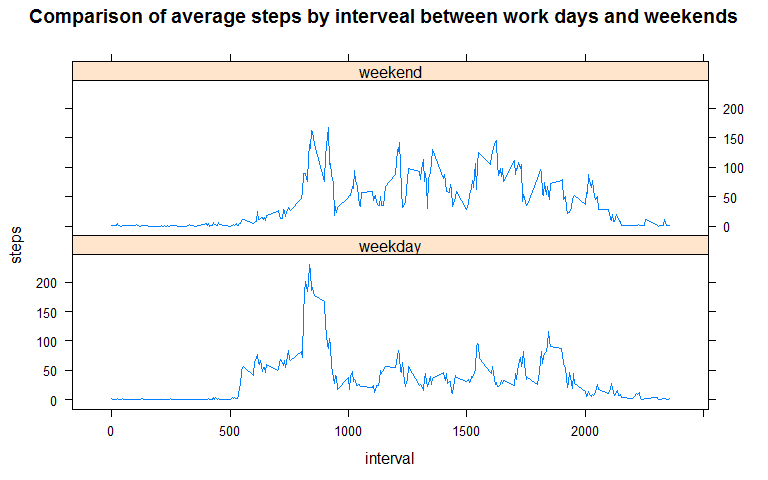 Comparison of average steps by interveal between work days and weekends
weekend
200
150
100
50
0
steps
weekday
200
150
100
50
0
0 500 1000 1500 2000
interval